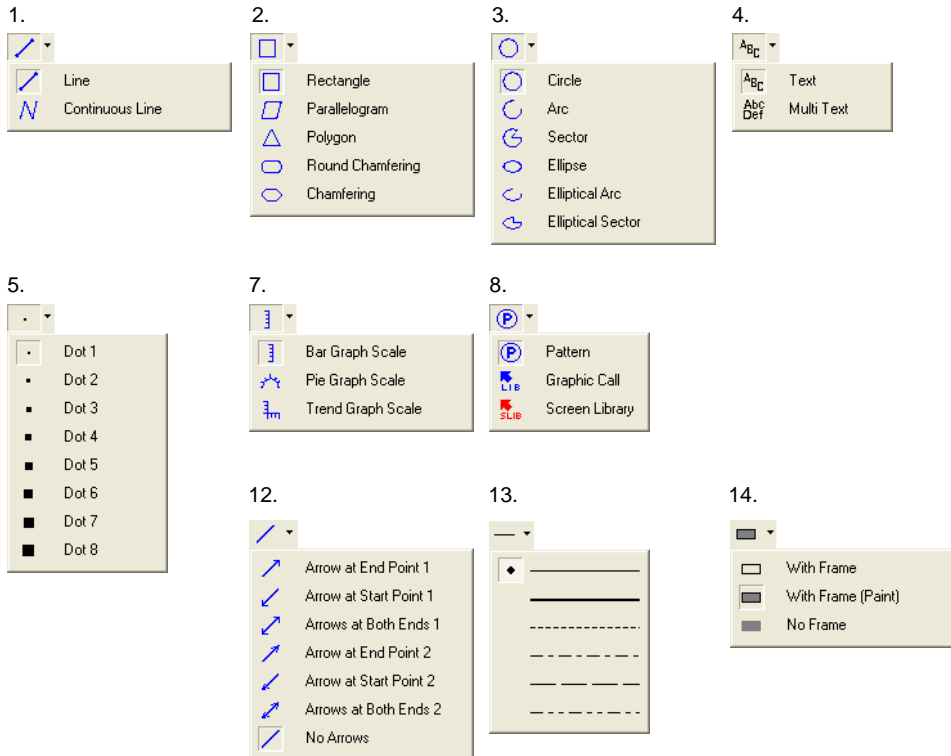 1.
Line
Continuous Line
2.
Rectangle
Parallelogram
Polygon
Round Chamfering
Chamfering
3.
Circle
Arc
Sector
Ellipse
Elliptical Arc
Elliptical Sector
4.
ABC
ABC Text
Abc Def Multi Text
5.
Dot 1
Dot 2
Dot 3
Dot 4
Dot 5
Dot 6
Dot 7
Dot 8
7.
Bar Graph Scale
Pie Graph Scale
Trend Graph Scale
8.
P
P Pattern
LIB Graphic Call
SLIB Screen Library
12.
Arrow at End Point 1
Arrow at Start Point 1
Arrows at Both Ends 1
Arrow at End Point 2
Arrow at Start Point 2
Arrows at Both Ends 2
No Arrows
13.
14.
With Frame
With Frame (Paint)
No Frame